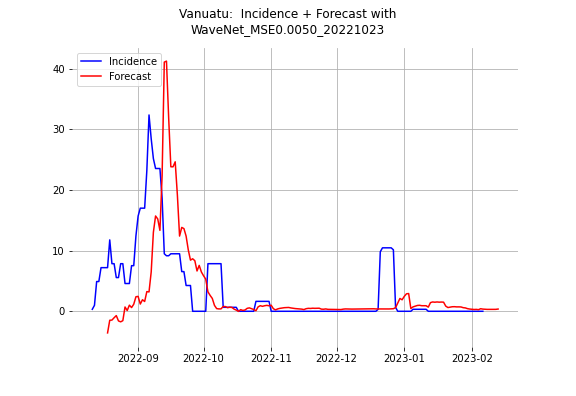 Vanuatu:  Incidence + Forecast with
WaveNet_MSE0.0050_20221023
Incidence
Forecast
40
30
20
10
0
2022-09 2022-10 2022-11 2022-12 2023-01 2023-02